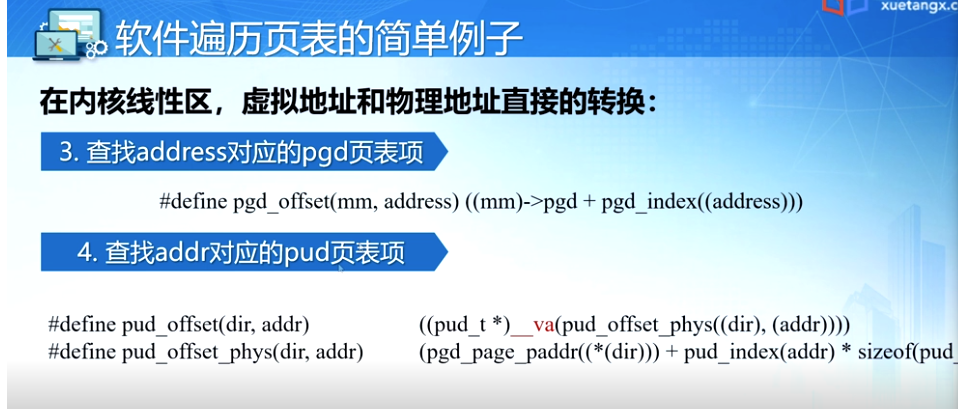 xuetangx.c
软件遍历页表的简单例子
在内核线性区，虚拟地址和物理地址直接的转换：
3. 查找address对应的pgd页表项
#define pgd_offset(mm, address) ((mm)->pgd + pgd_index((address)))
4. 查找addr对应的pud页表项
#define pud_offset(dir, addr) ((pud_t *)__va(pud_offset_phys((dir), (addr))))
#define pud_offset_phys(dir, addr) (pgd_page_paddr((*(dir))) + pud_index(addr) * sizeof(pud_